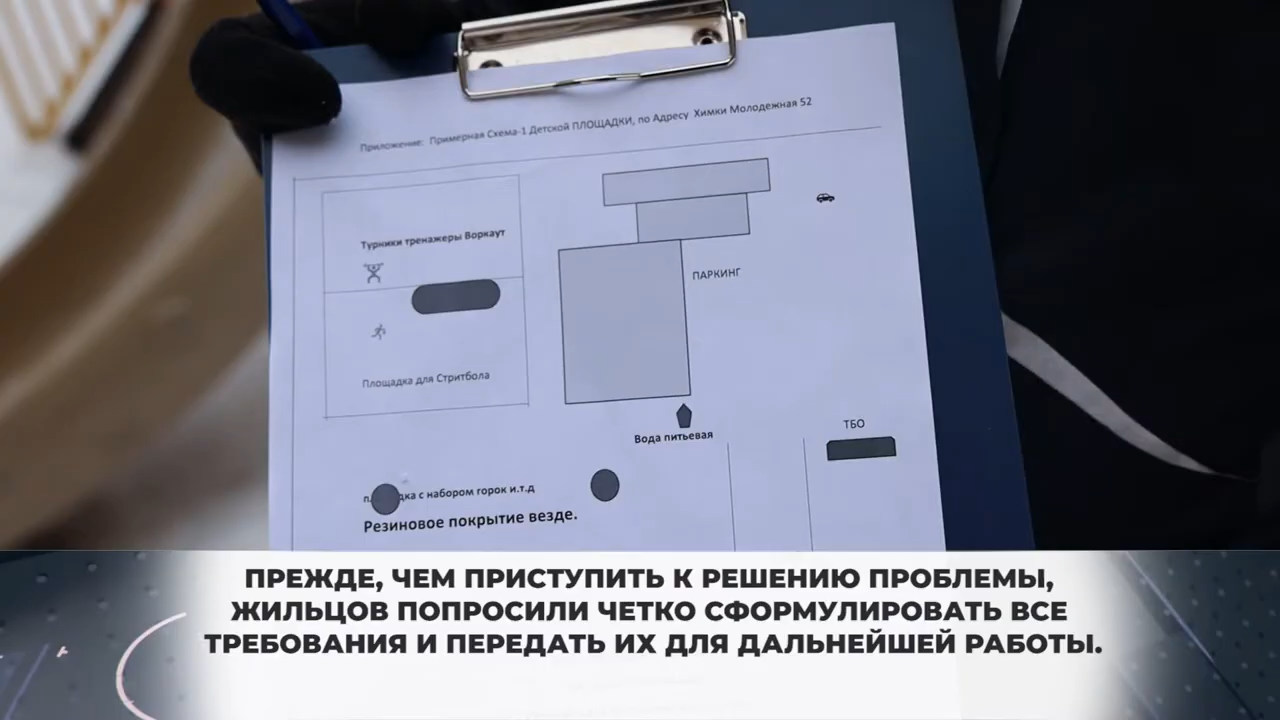 Приложение: Примерная Схема-1 Детской ПЛОЩАДКИ, по Адресу Химки Молодежная 52
Турники тренажеры Воркаут
ПАРКИНГ
Площадка для Стритбола
Вода питьевая
ТБО
с набором горок и.т.д
Резиновое покрытие везде.
ПРЕЖДЕ, ЧЕМ ПРИСТУПИТЬ К РЕШЕНИЮ ПРОБЛЕМЫ,
ЖИЛЬЦОВ ПОПРОСИЛИ ЧЕТКО СФОРМУЛИРОВАТЬ ВСЕ
ТРЕБОВАНИЯ И ПЕРЕДАТЬ ИХ ДЛЯ ДАЛЬНЕЙШЕЙ РАБОТЫ.